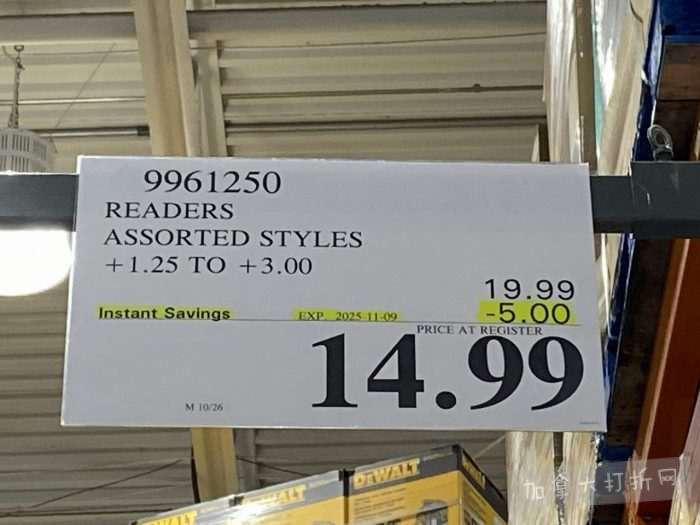 9961250
READERS
ASSORTED STYLES
+1.25 TO +3.00
19.99
Instant Savings EXP. 2025-11-09 -5.00
PRICE AT REGISTER
14.99
M 10/26
DEWALT DEWALT
加拿大打折网